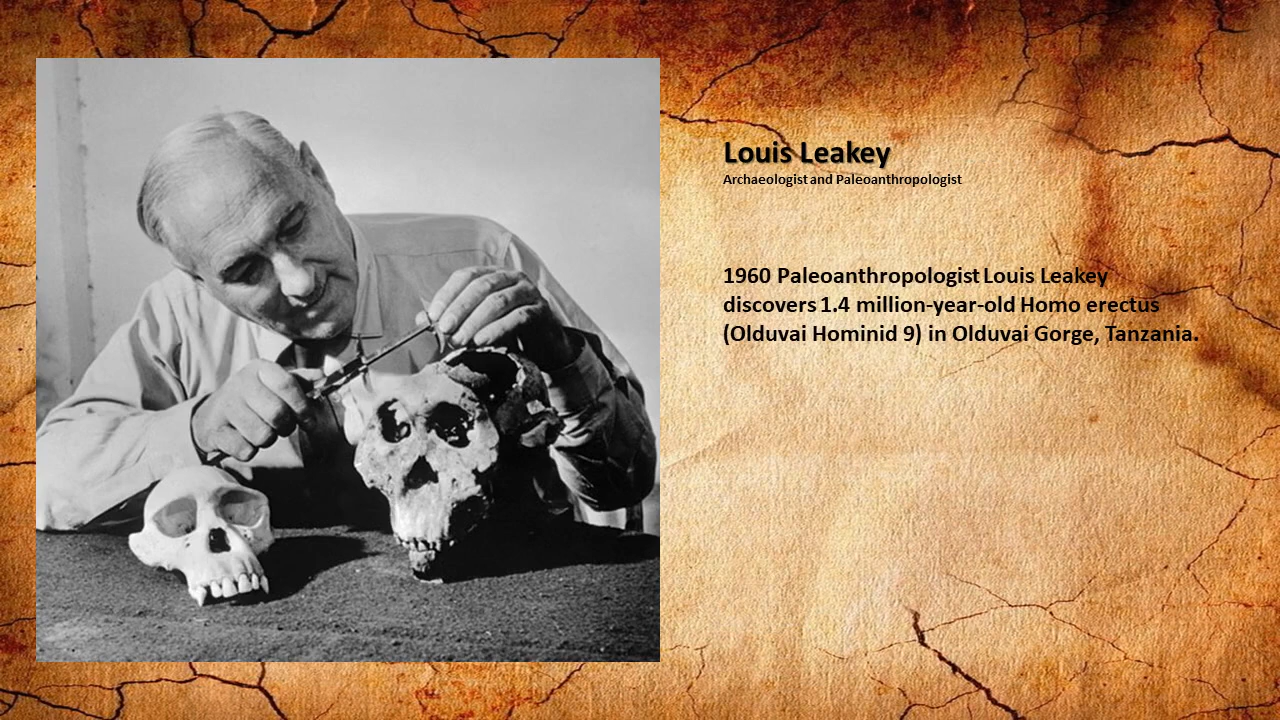 Louis Leakey
Archaeologist and Paleoanthropologist
1960 Paleoanthropologist Louis Leakey
discovers 1.4 million-year-old Homo erectus
(Olduvai Hominid 9) in Olduvai Gorge, Tanzania.